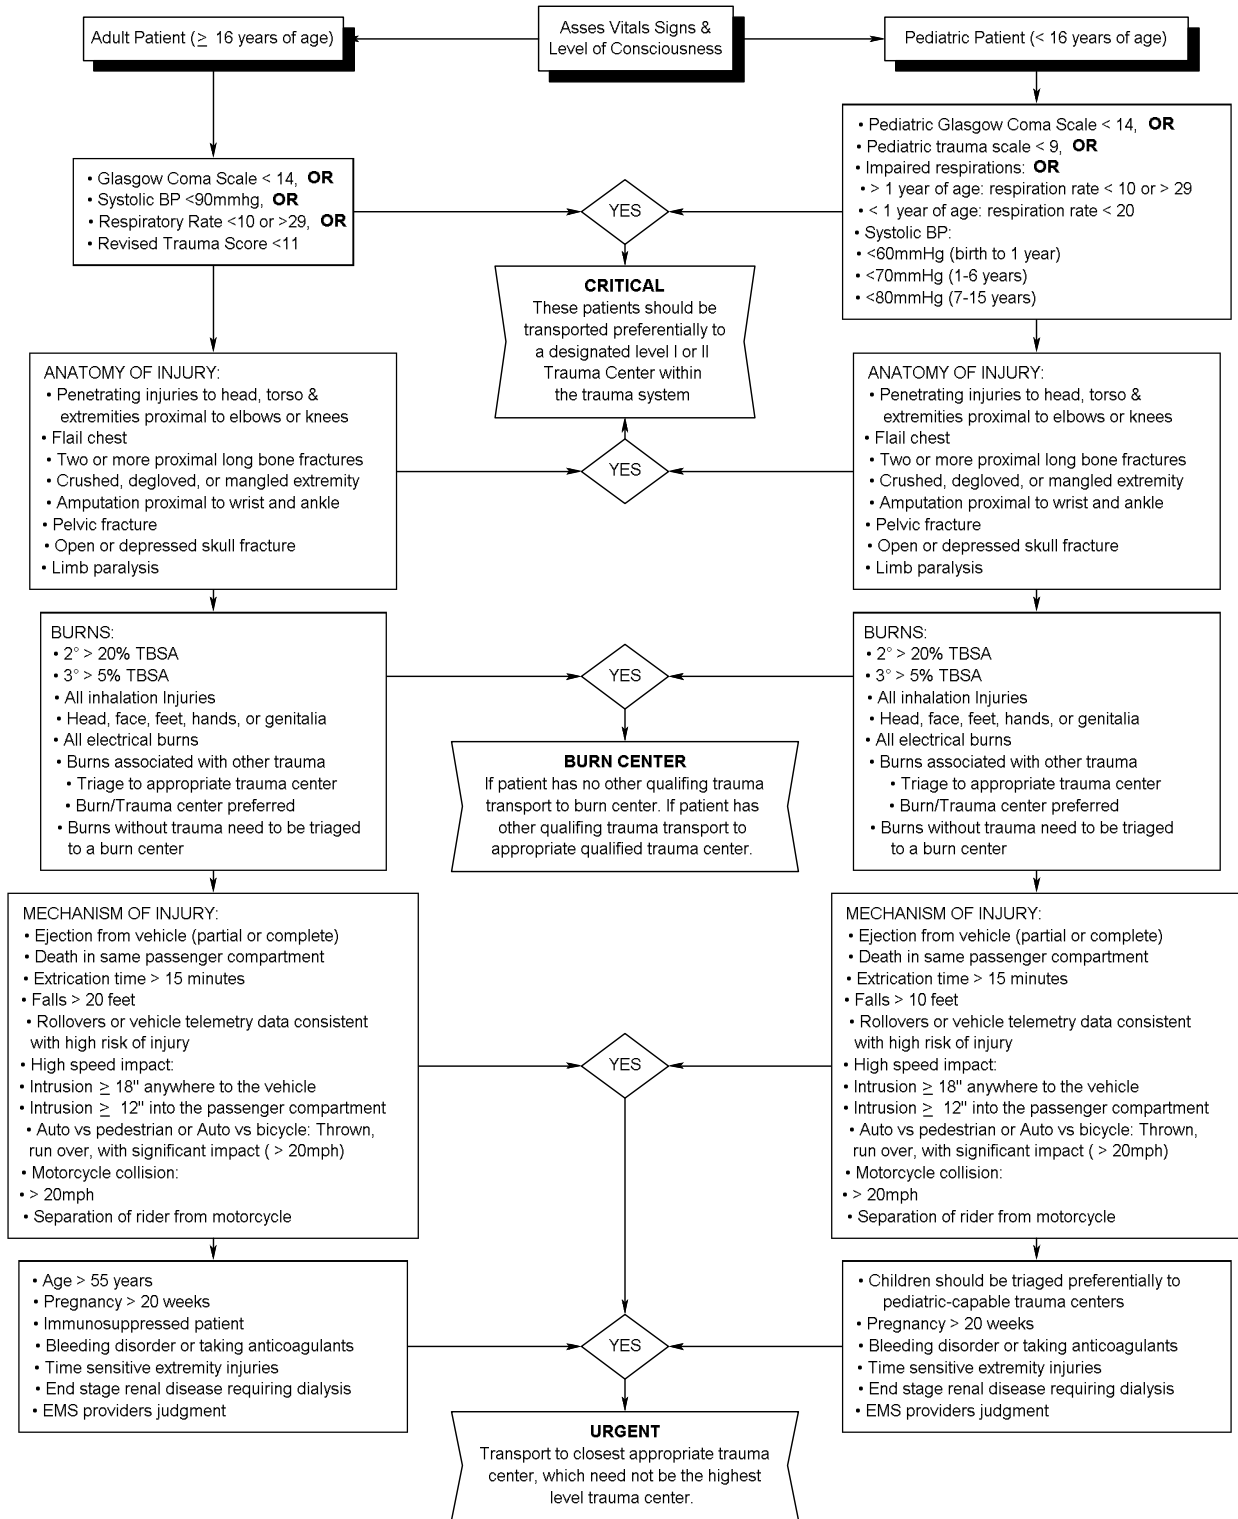 Asses Vitals Signs &
Level of Consciousness
Adult Patient (≥ 16 years of age)
Pediatric Patient (< 16 years of age)
• Glasgow Coma Scale < 14, OR
• Systolic BP <90mmhg, OR
• Respiratory Rate <10 or >29, OR
• Revised Trauma Score <11
YES
• Pediatric Glasgow Coma Scale < 14, OR
• Pediatric trauma scale < 9, OR
• Impaired respirations: OR
• > 1 year of age: respiration rate < 10 or > 29
• < 1 year of age: respiration rate < 20
• Systolic BP:
• <60mmHg (birth to 1 year)
• <70mmHg (1-6 years)
• <80mmHg (7-15 years)
CRITICAL
These patients should be
transported preferentially to
a designated level I or II
Trauma Center within
the trauma system
ANATOMY OF INJURY:
• Penetrating injuries to head, torso &
extremities proximal to elbows or knees
• Flail chest
• Two or more proximal long bone fractures
• Crushed, degloved, or mangled extremity
• Amputation proximal to wrist and ankle
• Pelvic fracture
• Open or depressed skull fracture
• Limb paralysis
YES
ANATOMY OF INJURY:
• Penetrating injuries to head, torso &
extremities proximal to elbows or knees
• Flail chest
• Two or more proximal long bone fractures
• Crushed, degloved, or mangled extremity
• Amputation proximal to wrist and ankle
• Pelvic fracture
• Open or depressed skull fracture
• Limb paralysis
BURNS:
• 2° > 20% TBSA
• 3° > 5% TBSA
• All inhalation Injuries
• Head, face, feet, hands, or genitalia
• All electrical burns
• Burns associated with other trauma
• Triage to appropriate trauma center
• Burn/Trauma center preferred
• Burns without trauma need to be triaged
to a burn center
YES
BURN CENTER
If patient has no other qualifing trauma
transport to burn center. If patient has
other qualifing trauma transport to
appropriate qualified trauma center.
BURNS:
• 2° > 20% TBSA
• 3° > 5% TBSA
• All inhalation Injuries
• Head, face, feet, hands, or genitalia
• All electrical burns
• Burns associated with other trauma
• Triage to appropriate trauma center
• Burn/Trauma center preferred
• Burns without trauma need to be triaged
to a burn center
MECHANISM OF INJURY:
• Ejection from vehicle (partial or complete)
• Death in same passenger compartment
• Extrication time > 15 minutes
• Falls > 20 feet
• Rollovers or vehicle telemetry data consistent
with high risk of injury
• High speed impact:
• Intrusion ≥ 18" anywhere to the vehicle
• Intrusion ≥ 12" into the passenger compartment
• Auto vs pedestrian or Auto vs bicycle: Thrown,
run over, with significant impact ( > 20mph)
• Motorcycle collision:
• > 20mph
• Separation of rider from motorcycle
YES
MECHANISM OF INJURY:
• Ejection from vehicle (partial or complete)
• Death in same passenger compartment
• Extrication time > 15 minutes
• Falls > 10 feet
• Rollovers or vehicle telemetry data consistent
with high risk of injury
• High speed impact:
• Intrusion ≥ 18" anywhere to the vehicle
• Intrusion ≥ 12" into the passenger compartment
• Auto vs pedestrian or Auto vs bicycle: Thrown,
run over, with significant impact ( > 20mph)
• Motorcycle collision:
• > 20mph
• Separation of rider from motorcycle
• Age > 55 years
• Pregnancy > 20 weeks
• Immunosuppressed patient
• Bleeding disorder or taking anticoagulants
• Time sensitive extremity injuries
• End stage renal disease requiring dialysis
• EMS providers judgment
YES
• Children should be triaged preferentially to
pediatric-capable trauma centers
• Pregnancy > 20 weeks
• Bleeding disorder or taking anticoagulants
• Time sensitive extremity injuries
• End stage renal disease requiring dialysis
• EMS providers judgment
URGENT
Transport to closest appropriate trauma
center, which need not be the highest
level trauma center.